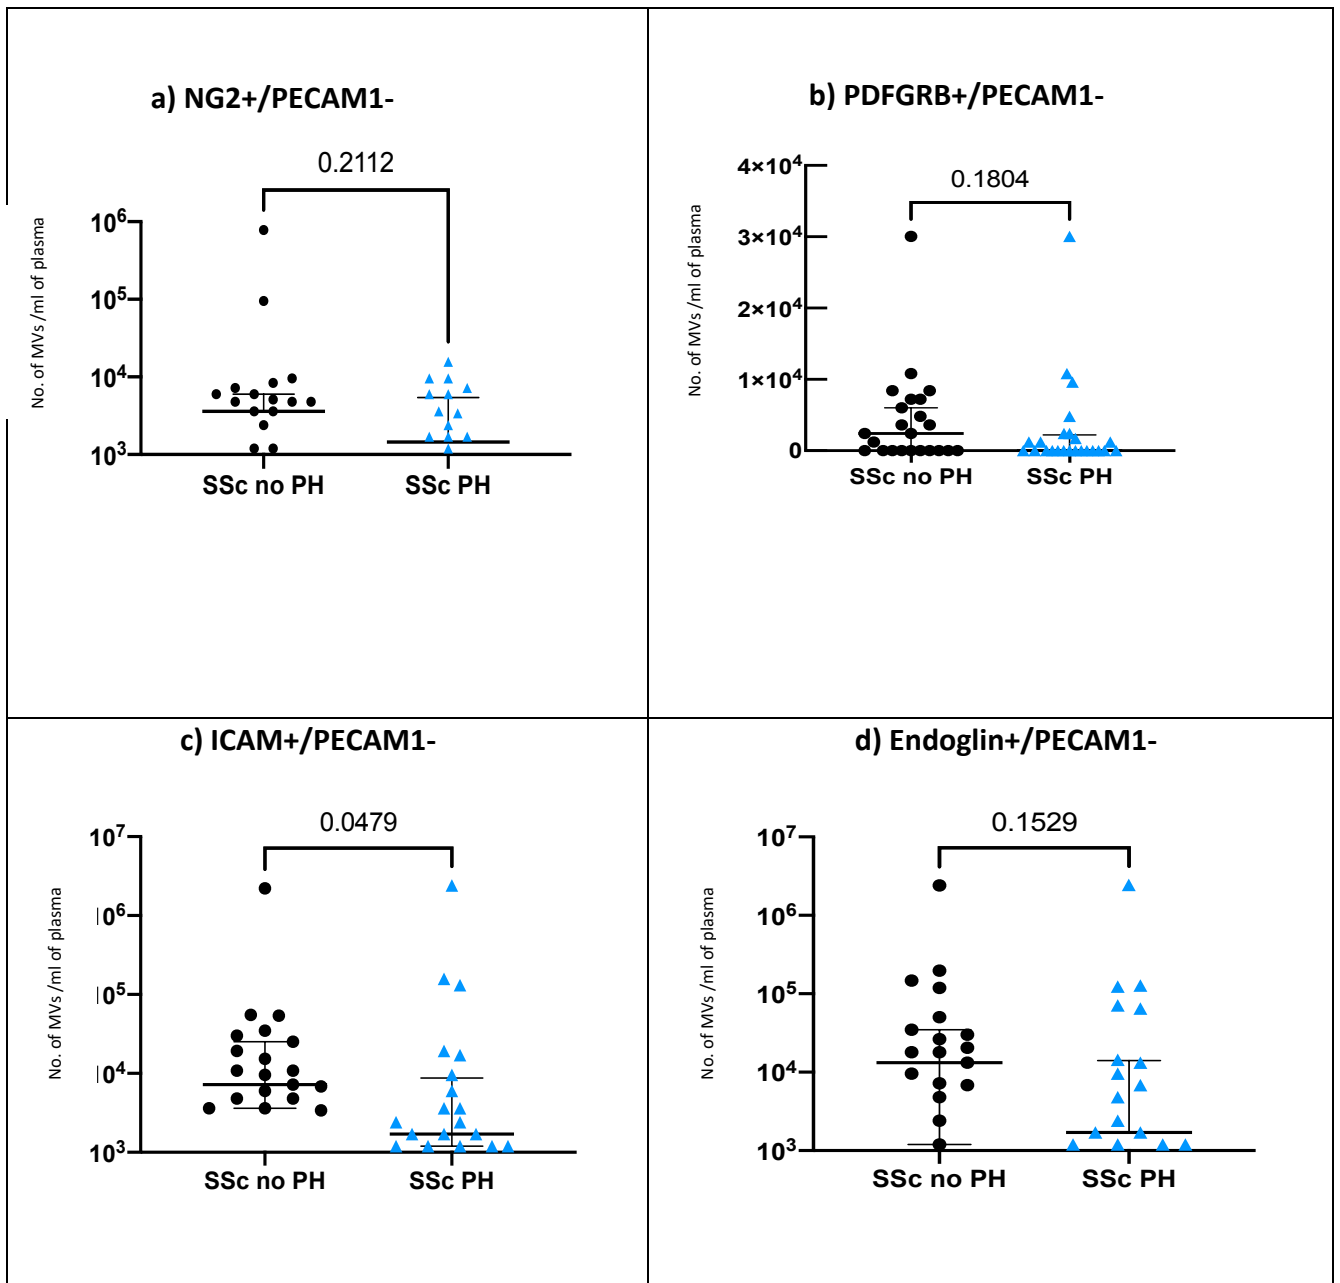 a) NG2+/PECAM1-
0.2112
No. of MVs /ml of plasma
10⁶
10⁵
10⁴
10³
SSc no PH SSc PH
b) PDFGRB+/PECAM1-
0.1804
No. of MVs /ml of plasma
4×10⁴
3×10⁴
2×10⁴
1×10⁴
0
SSc no PH SSc PH
c) ICAM+/PECAM1-
0.0479
No. of MVs /ml of plasma
10⁷
10⁶
10⁵
10⁴
10³
SSc no PH SSc PH
d) Endoglin+/PECAM1-
0.1529
No. of MVs /ml of plasma
10⁷
10⁶
10⁵
10⁴
10³
SSc no PH SSc PH